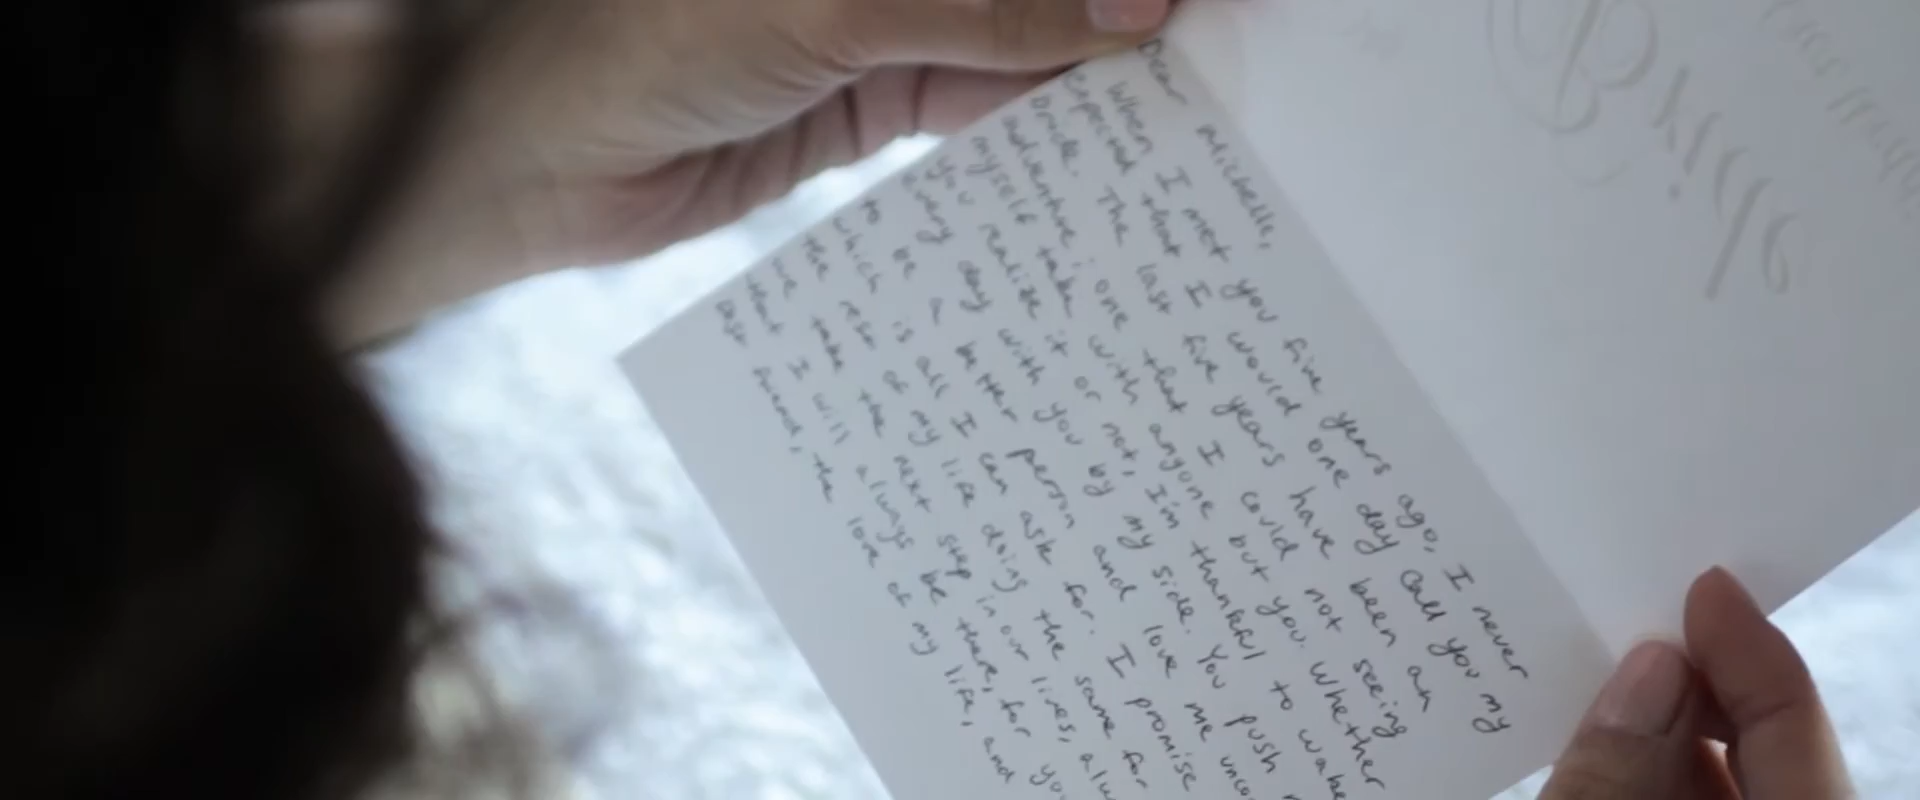 Dear Michelle,
When I met you five years ago, I never
expected that I would one day call you my
bride. The last five years have been an
adventure; one that I could not seeing
myself take with anyone but you. Whether
you realize it or not, I'm thankful to wake
every day with you by my side. You push
to be a better person and love me
which is all I can ask for. I promise
the rest of my life doing the same for
we take the next step in our lives,
that I will always be there, for
best friend, the love of my life, and
Bride